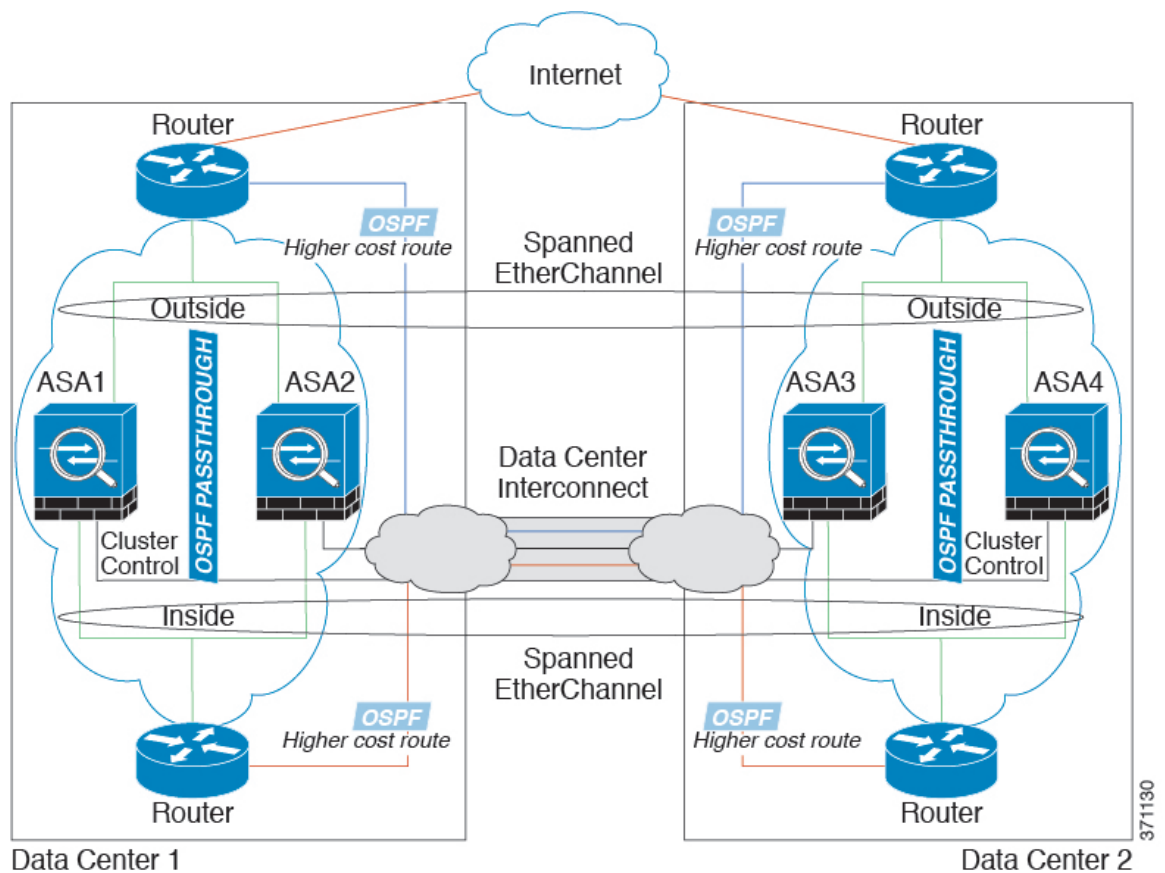 Internet
Router
Router
OSPF
Higher cost route
OSPF
Higher cost route
Spanned
EtherChannel
Outside
Outside
ASA1
OSPF PASSTHROUGH
ASA2
ASA3
OSPF PASSTHROUGH
ASA4
Data Center
Interconnect
Cluster
Control
Cluster
Control
Inside
Inside
Spanned
EtherChannel
OSPF
Higher cost route
OSPF
Higher cost route
Router
Router
371130
Data Center 1
Data Center 2